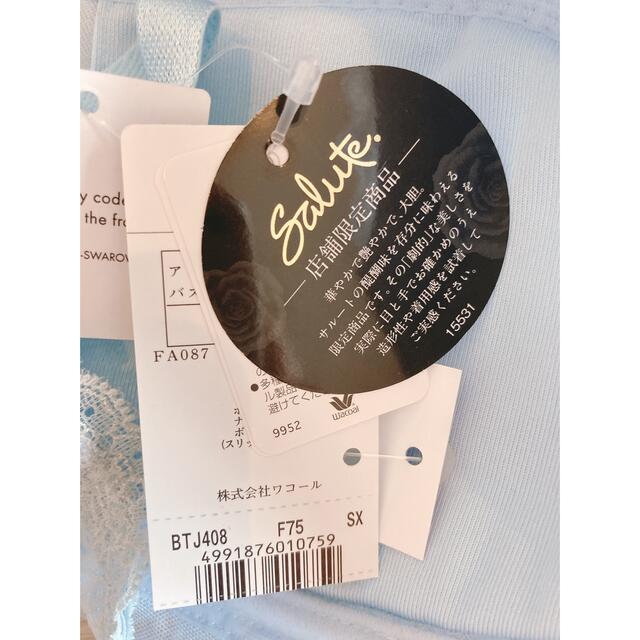 Salute.
店舗限定商品
華やかで艶やかで、大胆。
サルートの醍醐味を存分に味わえる
限定商品です。その「劇的」な美しさを
実際に目と手でお確かめのうえ
造形性や着用感を試着して
ご実感ください。
15531
y code
the fro
-SWAROV
ア
バス
FA087
の
●多種
ル製品
避けてくだ
Wacoal
9952
ナ
ボ
(スリッ
株式会社ワコール
BTJ408 F75 SX
4991876010759